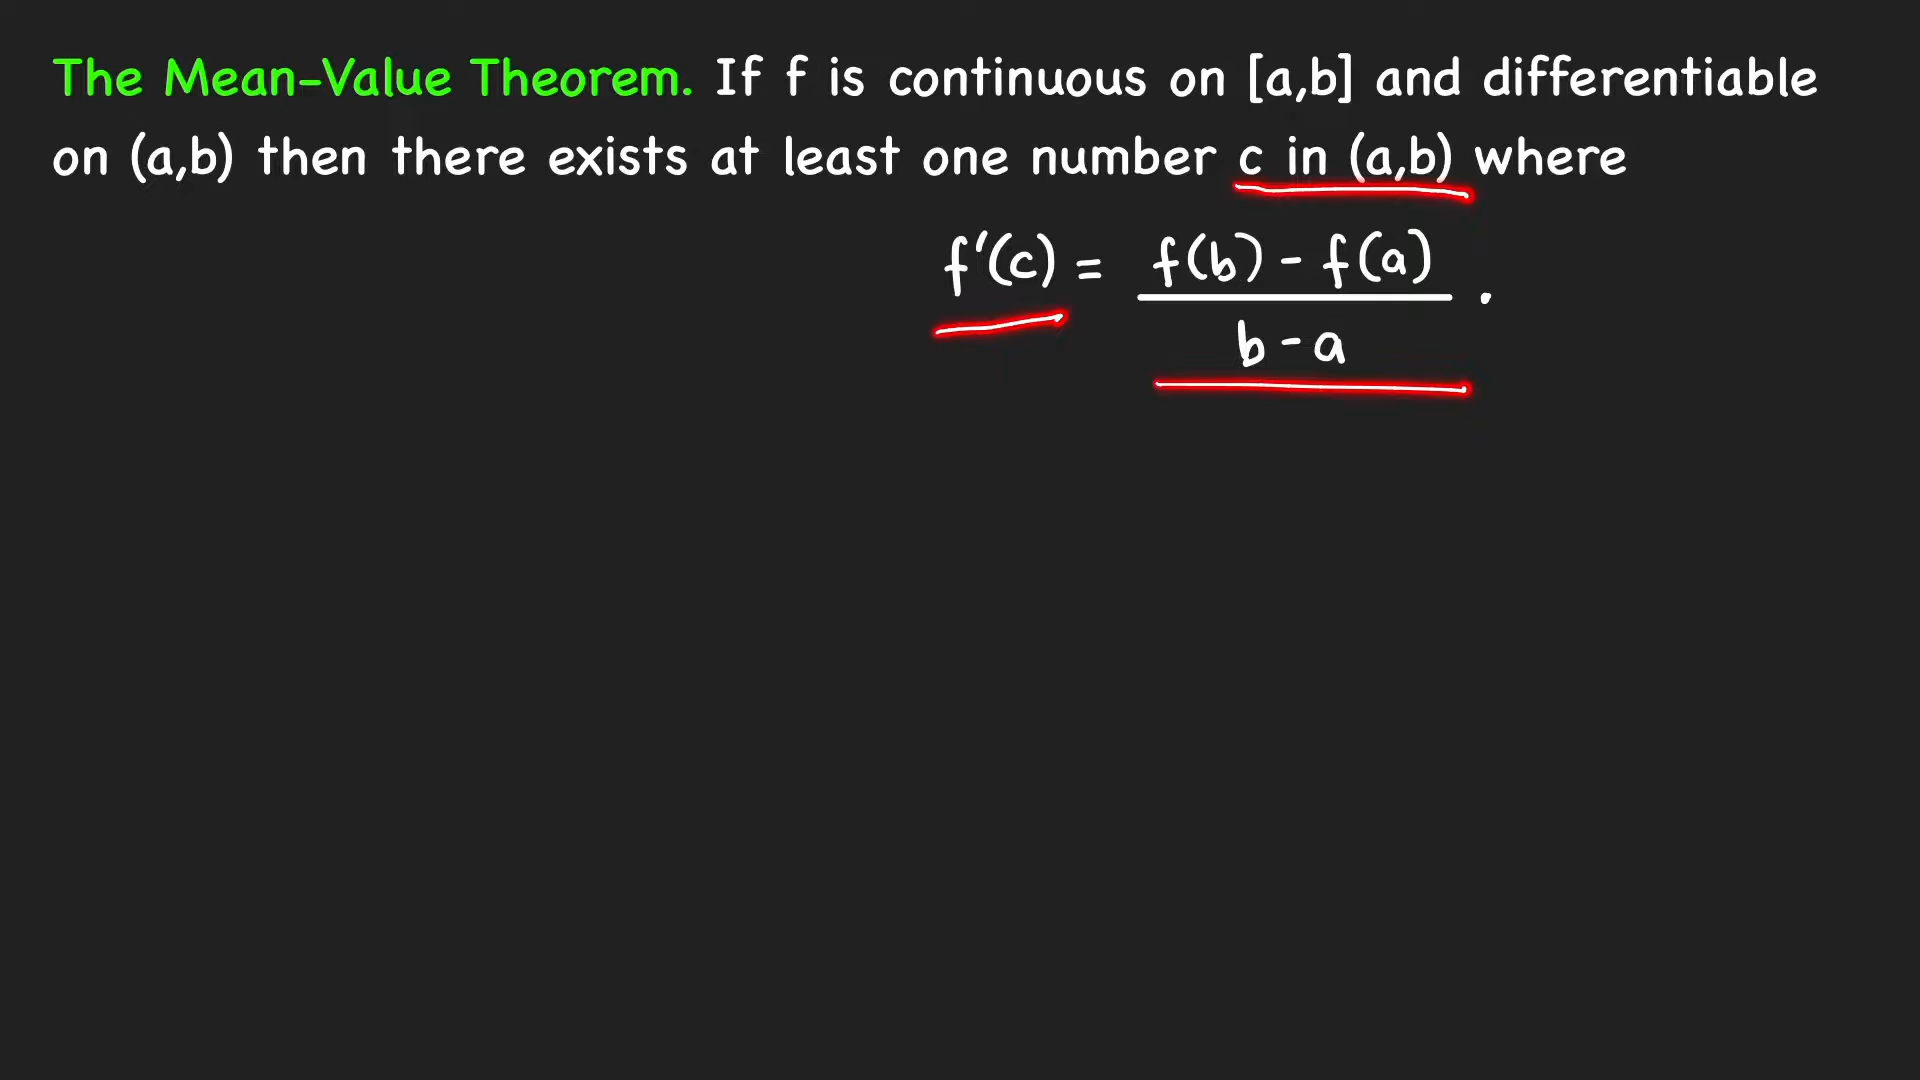 The Mean-Value Theorem. If f is continuous on [a,b] and differentiable
on (a,b) then there exists at least one number c in (a,b) where
f'(c) = f(b) - f(a)
b - a .